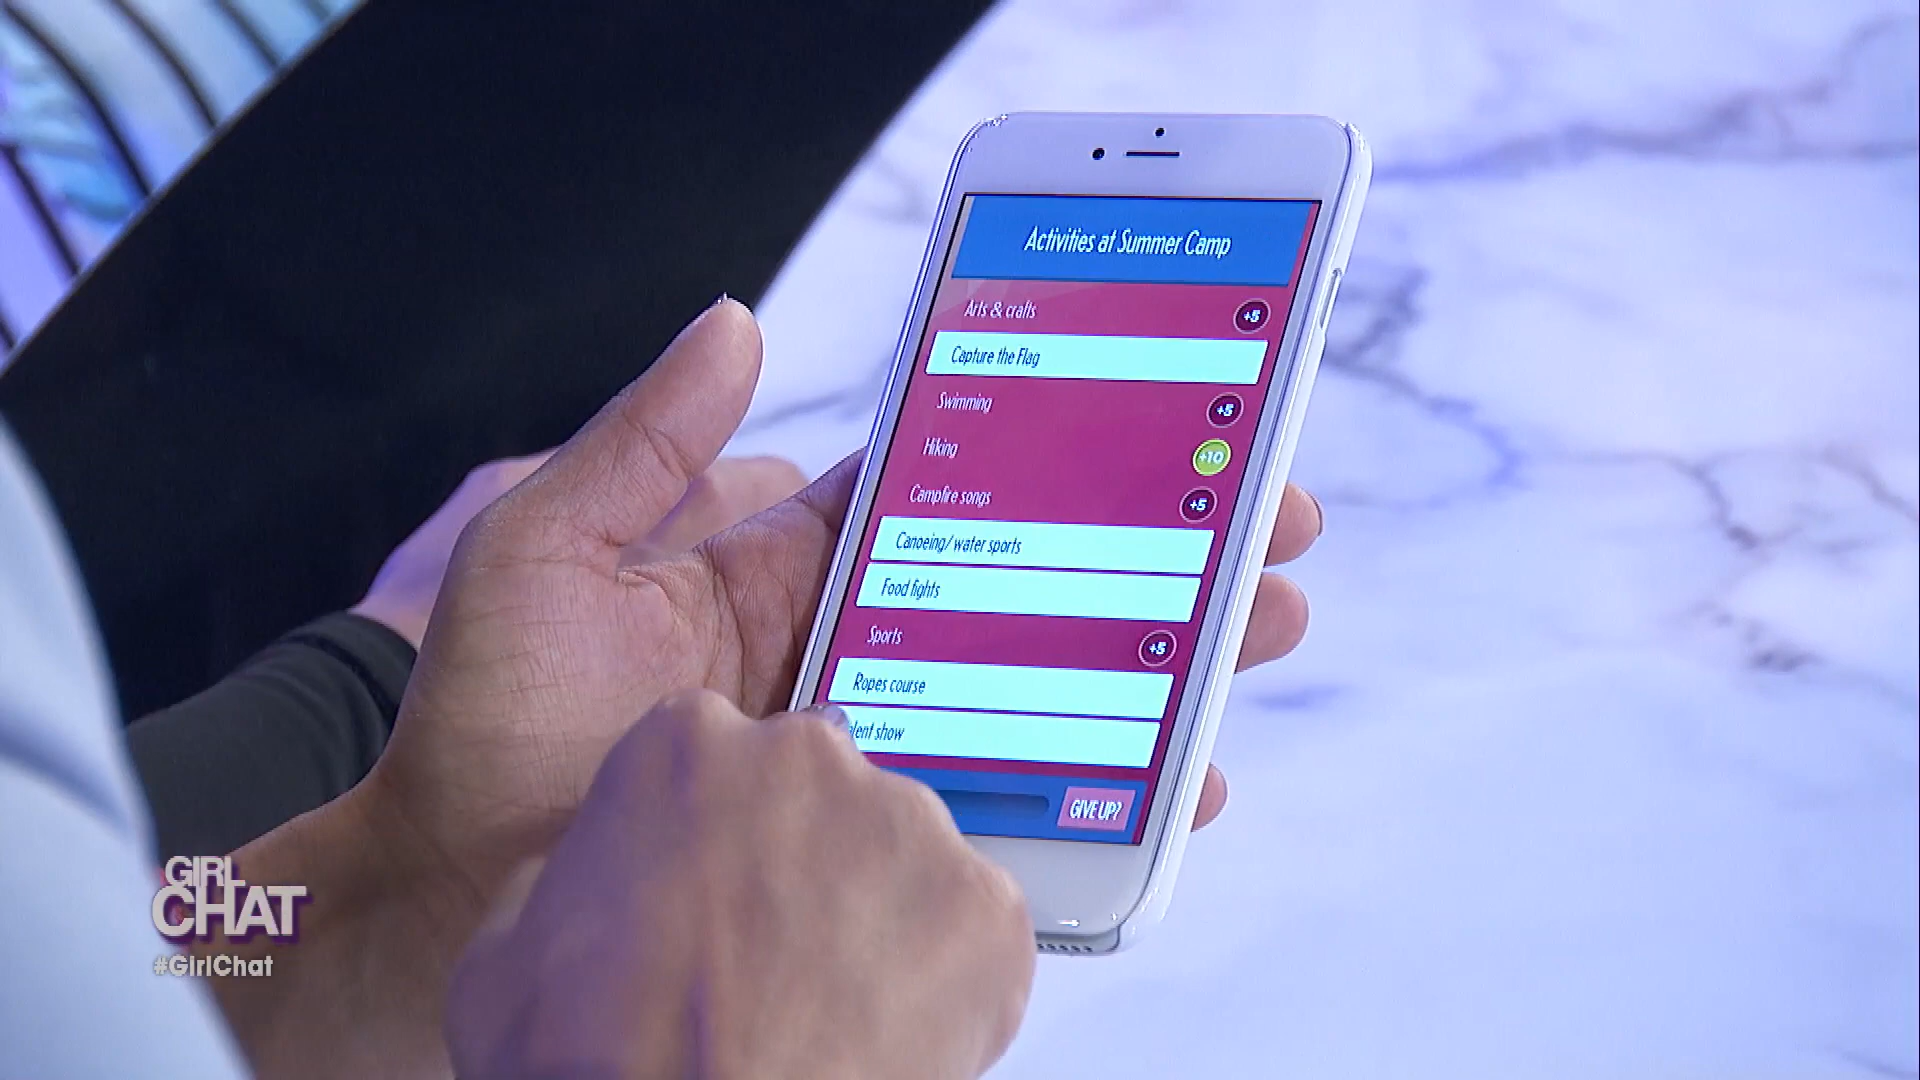 Activities at Summer Camp
Arts & crafts +5
Capture the Flag
Swimming +5
Hiking +10
Campfire songs +5
Canoeing/ water sports
Food fights
Sports +5
Ropes course
show
GIVE UP?
GIRL
CHAT
#GirlChat